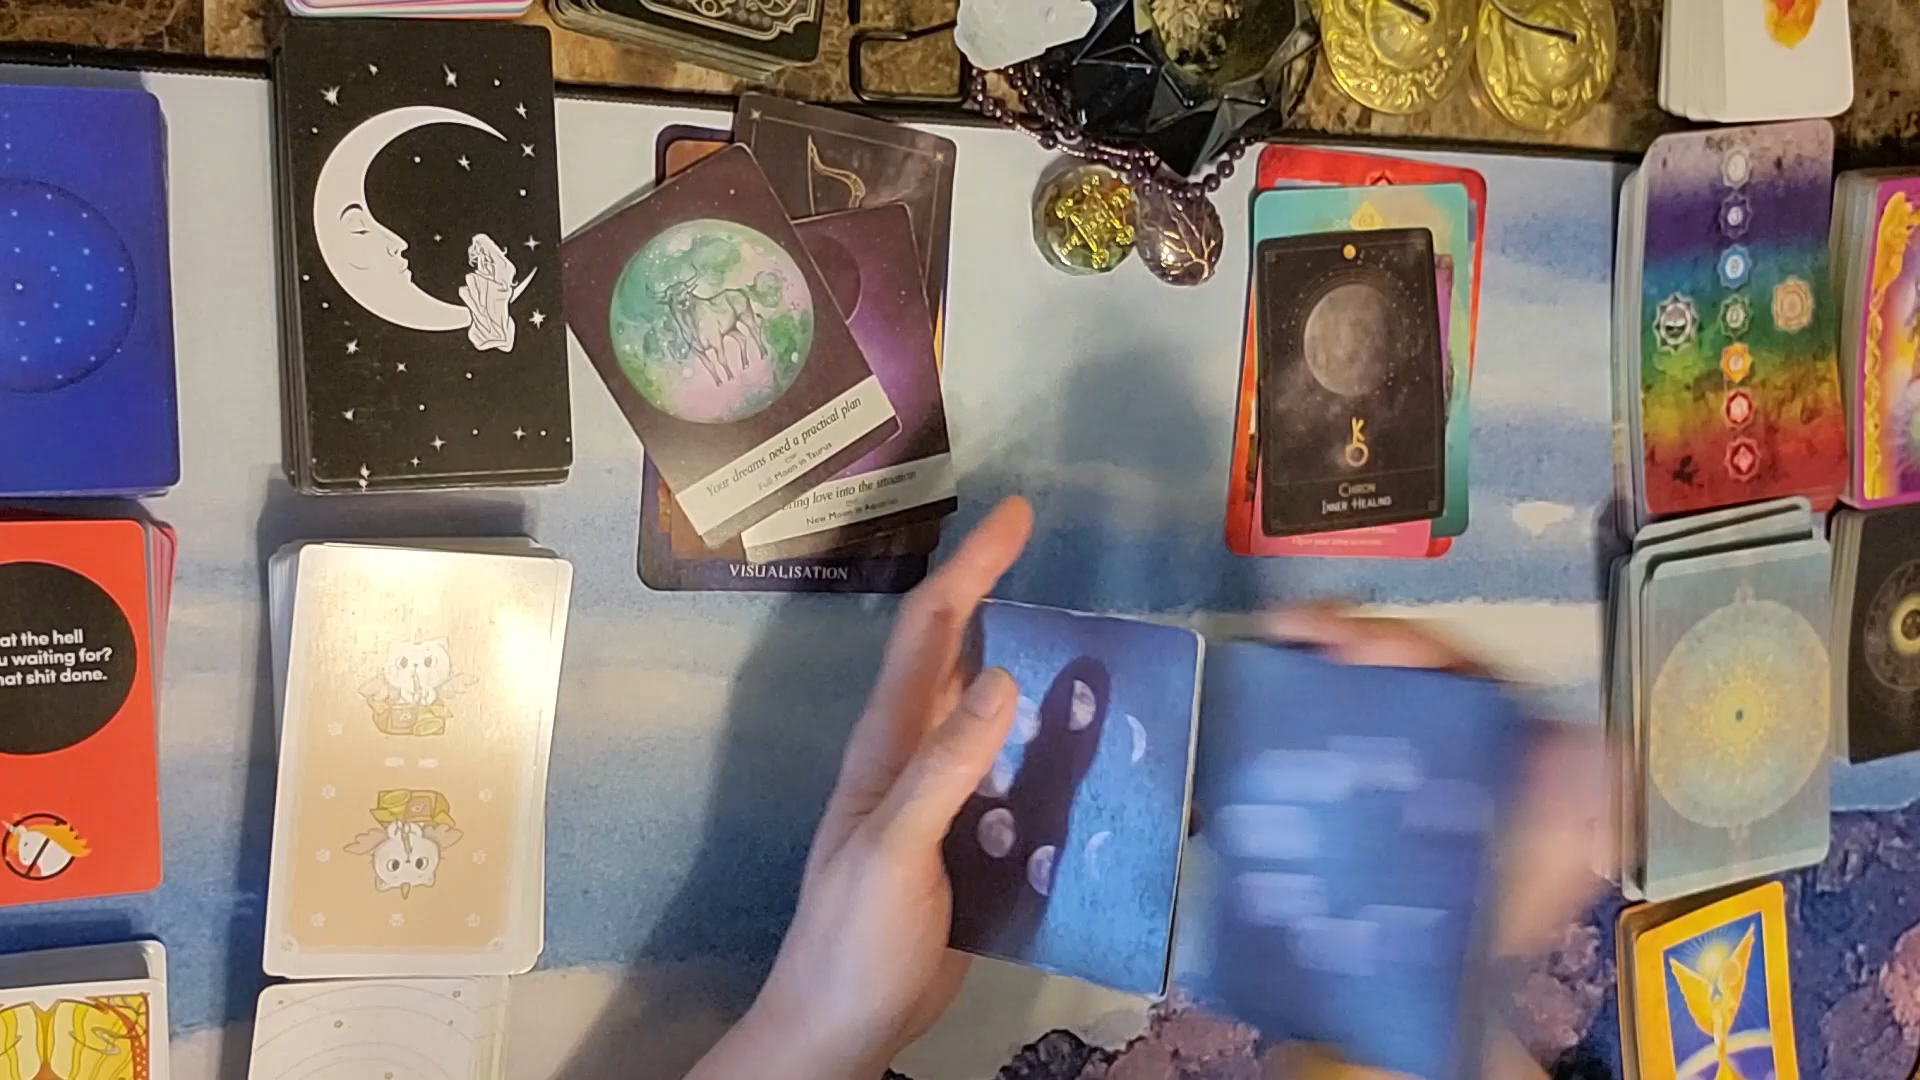 at the hell
u waiting for?
hat shit done.
Your dreams need a practical plan
Full Moon in Taurus
bring love into the situation
New Moon in Aquarius
VISUALISATION
CHIRON
INNER HEALING